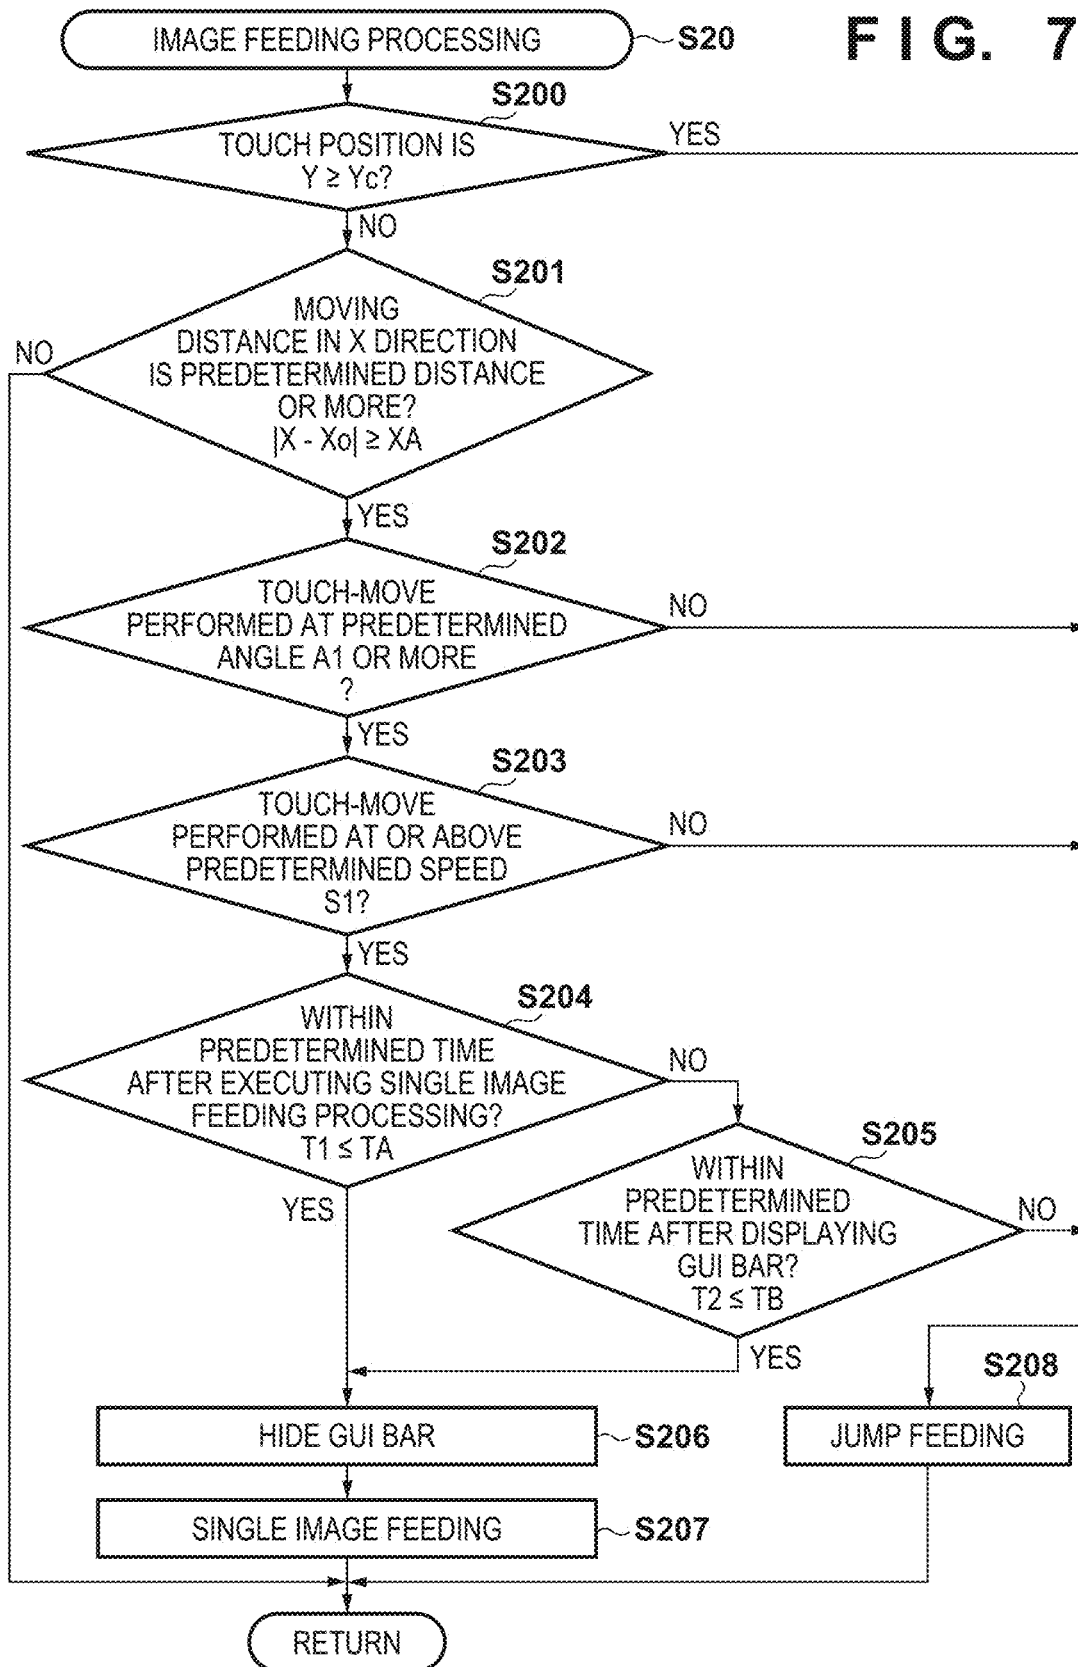 FIG. 7
IMAGE FEEDING PROCESSING
S20
S200
TOUCH POSITION IS
Y ≥ Yc?
YES
NO
S201
MOVING
DISTANCE IN X DIRECTION
IS PREDETERMINED DISTANCE
OR MORE?
|X - Xo| ≥ XA
NO
YES
S202
TOUCH-MOVE
PERFORMED AT PREDETERMINED
ANGLE A1 OR MORE
?
NO
YES
S203
TOUCH-MOVE
PERFORMED AT OR ABOVE
PREDETERMINED SPEED
S1?
NO
YES
S204
WITHIN
PREDETERMINED TIME
AFTER EXECUTING SINGLE IMAGE
FEEDING PROCESSING?
T1 ≤ TA
NO
YES
S205
WITHIN
PREDETERMINED
TIME AFTER DISPLAYING
GUI BAR?
T2 ≤ TB
NO
YES
HIDE GUI BAR
S206
S208
JUMP FEEDING
SINGLE IMAGE FEEDING
S207
RETURN